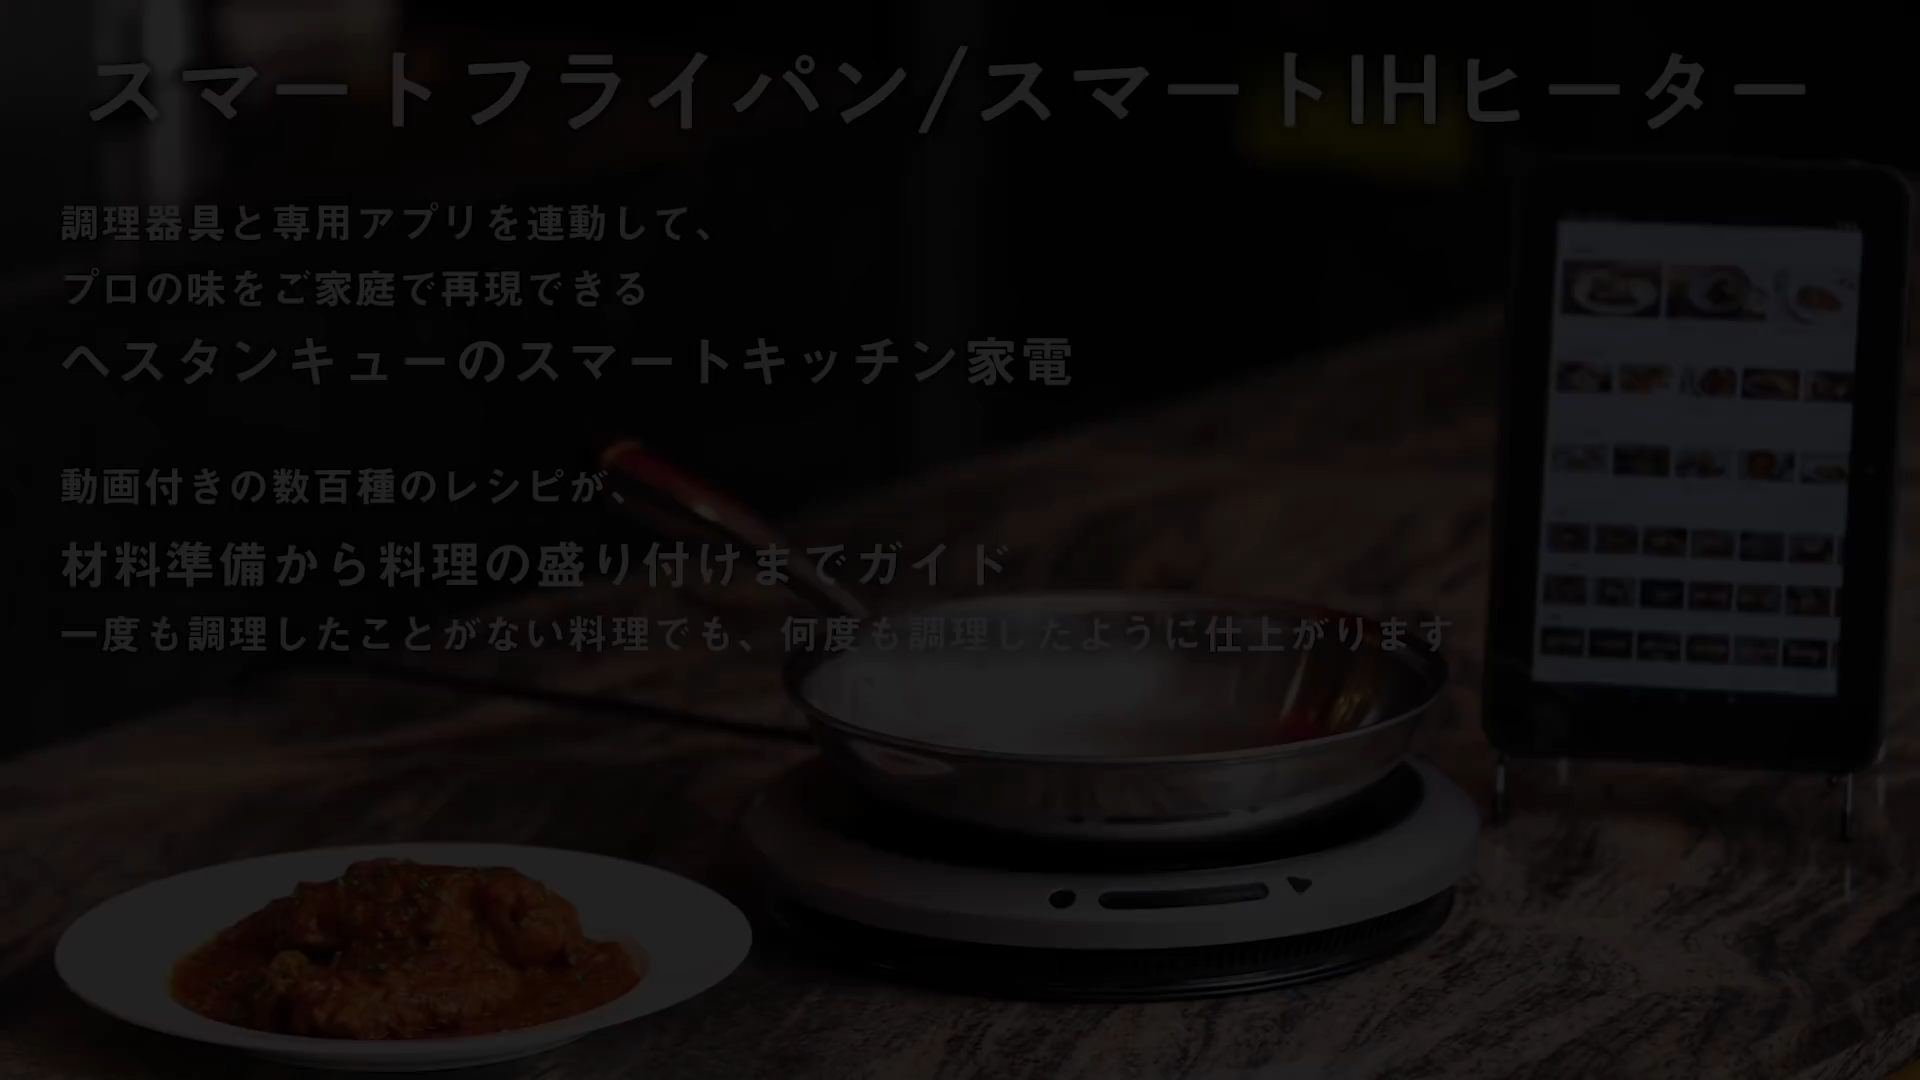 スマートフライパン/スマートIHヒーター
調理器具と専用アプリを連動して、
プロの味をご家庭で再現できる
ヘスタンキューのスマートキッチン家電
動画付きの数百種のレシピが、
材料準備から料理の盛り付けまでガイド
一度も調理したことがない料理でも、何度も調理したように仕上がります